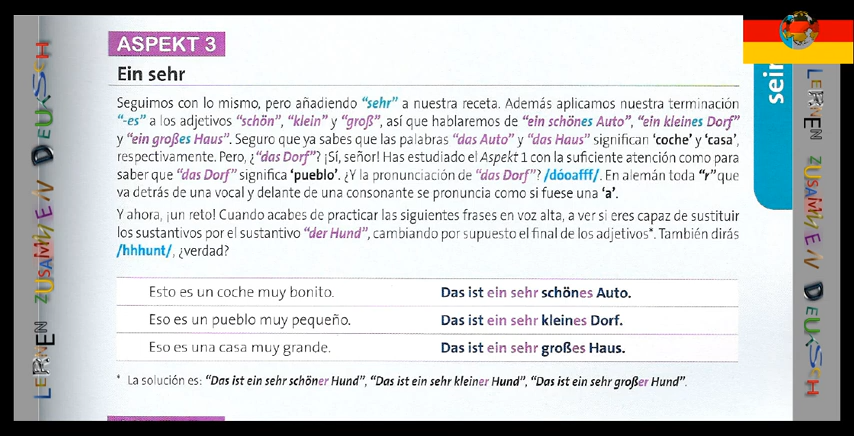 ASPEKT 3
Ein sehr
Seguimos con lo mismo, pero añadiendo “sehr” a nuestra receta. Además aplicamos nuestra terminación
“-es” a los adjetivos “schön”, “klein” y “groß”, así que hablaremos de “ein schönes Auto”, “ein kleines Dorf”
y “ein großes Haus”. Seguro que ya sabes que las palabras “das Auto” y “das Haus” significan ‘coche’ y ‘casa’,
respectivamente. Pero, ¿“das Dorf”? ¡Sí, señor! Has estudiado el Aspekt 1 con la suficiente atención como para
saber que “das Dorf” significa ‘pueblo’. ¿Y la pronunciación de “das Dorf”? /dóoafff/. En alemán toda “r” que
va detrás de una vocal y delante de una consonante se pronuncia como si fuese una ‘a’.
Y ahora, ¡un reto! Cuando acabes de practicar las siguientes frases en voz alta, a ver si eres capaz de sustituir
los sustantivos por el sustantivo “der Hund”, cambiando por supuesto el final de los adjetivos*. También dirás
/hhhunt/, ¿verdad?
Esto es un coche muy bonito. Das ist ein sehr schönes Auto.
Eso es un pueblo muy pequeño. Das ist ein sehr kleines Dorf.
Eso es una casa muy grande. Das ist ein sehr großes Haus.
* La solución es: “Das ist ein sehr schöner Hund”, “Das ist ein sehr kleiner Hund”, “Das ist ein sehr großer Hund”.
sein
LERNEN ZUSAMMEN DEUTSCH
LERNEN ZUSAMMEN DEUTSCH